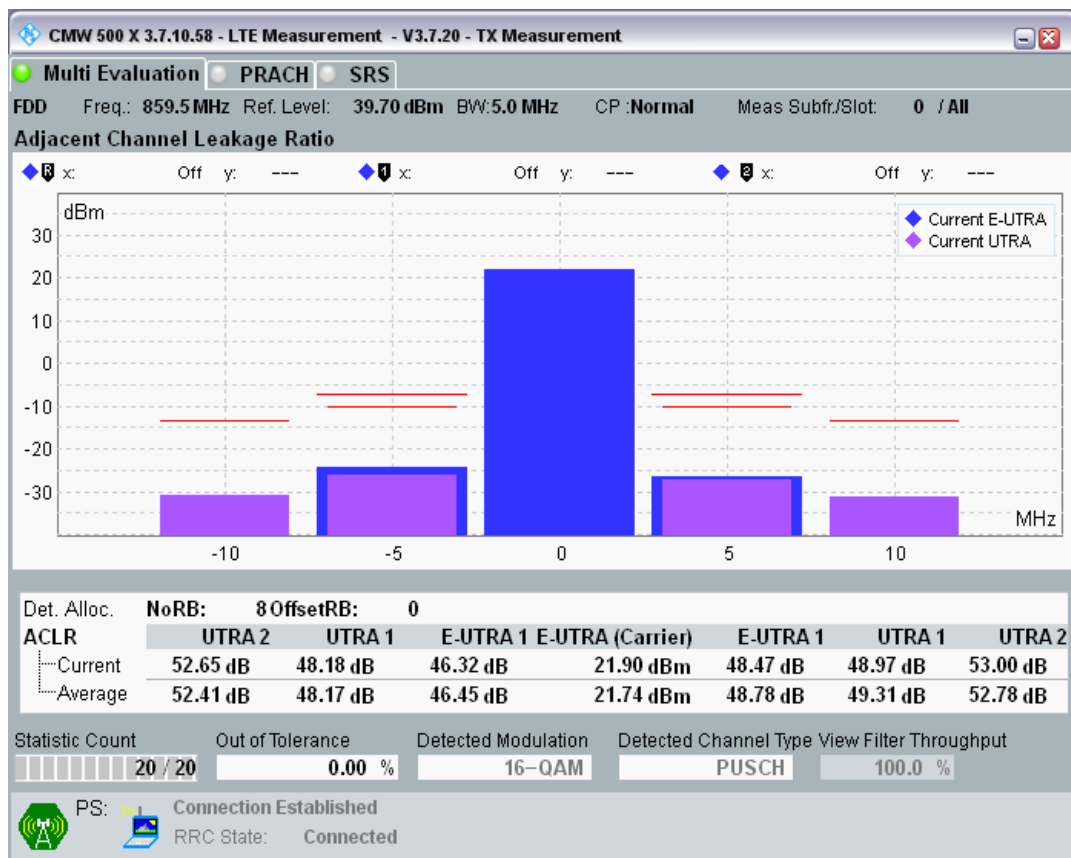 CMW 500 X 3.7.10.58 - LTE Measurement - V3.7.20 - TX Measurement
Multi Evaluation PRACH SRS
FDD Freq.: 859.5 MHz Ref. Level: 39.70 dBm BW:5.0 MHz CP :Normal Meas Subfr./Slot: 0 / All
Adjacent Channel Leakage Ratio
R x: Off y: --- 1 x: Off y: --- 2 x: Off y: ---
dBm
Current E-UTRA
Current UTRA
30
20
10
0
-10
-20
-30
MHz
-10 -5 0 5 10
Det. Alloc. NoRB: 8 OffsetRB: 0
ACLR UTRA 2 UTRA 1 E-UTRA 1 E-UTRA (Carrier) E-UTRA 1 UTRA 1 UTRA 2
Current 52.65 dB 48.18 dB 46.32 dB 21.90 dBm 48.47 dB 48.97 dB 53.00 dB
Average 52.41 dB 48.17 dB 46.45 dB 21.74 dBm 48.78 dB 49.31 dB 52.78 dB
Statistic Count Out of Tolerance Detected Modulation Detected Channel Type View Filter Throughput
20 / 20 0.00 % 16-QAM PUSCH 100.0 %
PS: Connection Established
RRC State: Connected